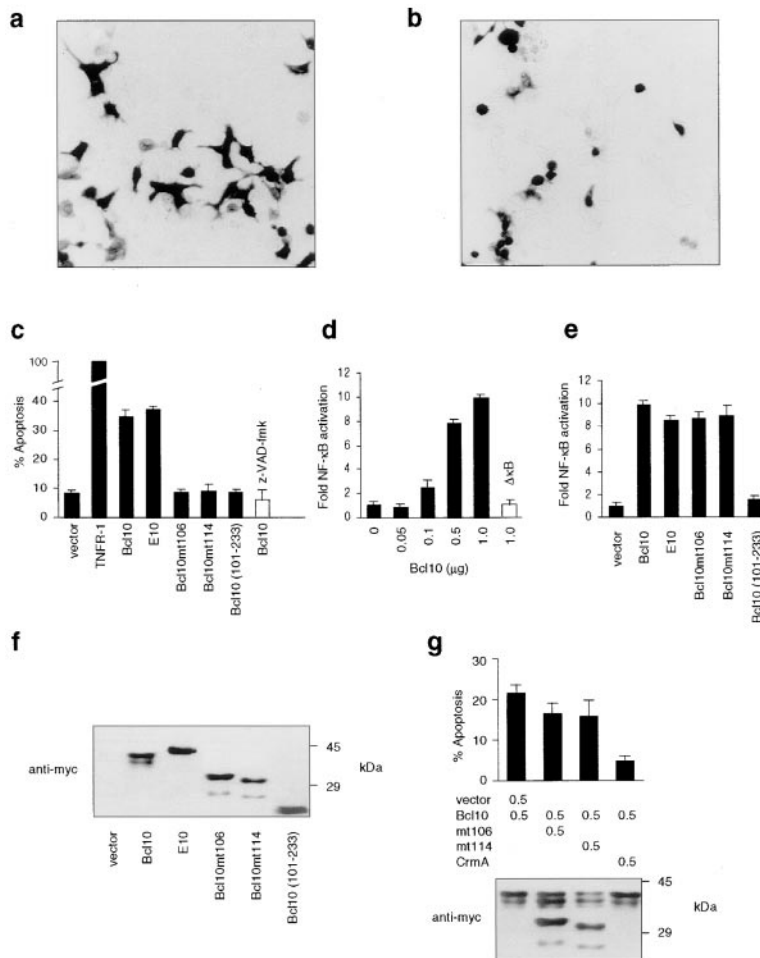 a
b
c
100
40
30
20
10
0
% Apoptosis
z-VAD-fmk
vector
TNFR-1
Bcl10
E10
Bcl10mt106
Bcl10mt114
Bcl10 (101-233)
Bcl10
d
12
10
8
6
4
2
0
Fold NF-κB activation
ΔκB
0
0.05
0.1
0.5
1.0
1.0
Bcl10 (μg)
e
12
10
8
6
4
2
0
Fold NF-κB activation
vector
Bcl10
E10
Bcl10mt106
Bcl10mt114
Bcl10 (101-233)
f
anti-myc
45
29
kDa
vector
Bcl10
E10
Bcl10mt106
Bcl10mt114
Bcl10 (101-233)
g
30
20
10
0
% Apoptosis
vector 0.5
Bcl10 0.5 0.5 0.5 0.5
mt106 0.5
mt114 0.5
CrmA 0.5
anti-myc
45
29
kDa